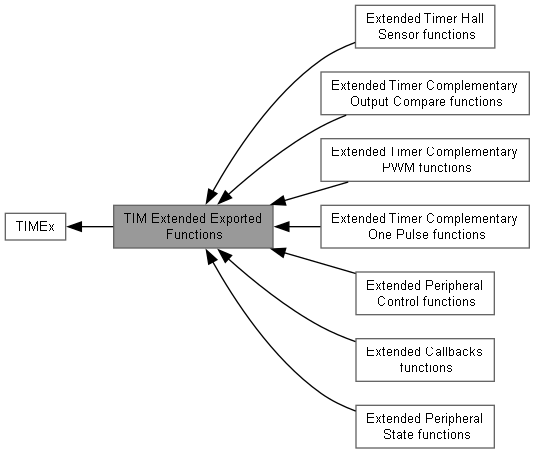 Extended Timer Hall
Sensor functions
Extended Timer Complementary
Output Compare functions
Extended Timer Complementary
PWM functions
TIMEx
TIM Extended Exported
Functions
Extended Timer Complementary
One Pulse functions
Extended Peripheral
Control functions
Extended Callbacks
functions
Extended Peripheral
State functions